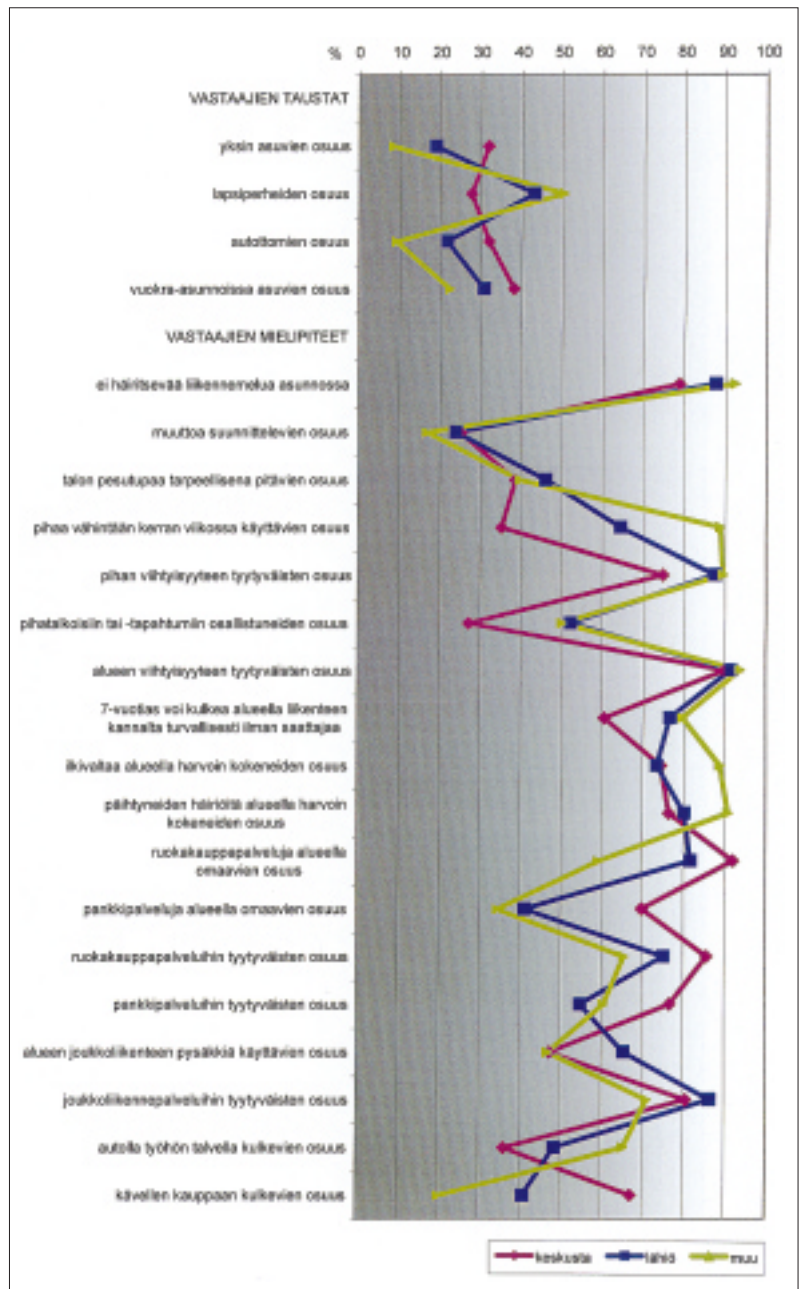 % 0 10 20 30 40 50 60 70 80 90 100
VASTAAJIEN TAUSTAT
yksin asuvien osuus
lapsiperheiden osuus
autottomien osuus
vuokra-asunnoissa asuvien osuus
VASTAAJIEN MIELIPITEET
ei häiritsevää liikennemelua asunnossa
muuttoa suunnittelevien osuus
talon pesutupaa tarpeellisena pitävien osuus
pihaa vähintään kerran viikossa käyttävien osuus
pihan viihtyisyyteen tyytyväisten osuus
pihatalkoisiin tai -tapahtumiin osallistuneiden osuus
alueen viihtyisyyteen tyytyväisten osuus
7-vuotias voi kulkea alueella liikenteen
kannalta turvallisesti ilman saattajaa
ilkivaltaa alueella harvoin kokeneiden osuus
päihtyneiden häiriöitä alueella harvoin
kokeneiden osuus
ruokakauppapalveluja alueella
omaavien osuus
pankkipalveluja alueella omaavien osuus
ruokakauppapalveluihin tyytyväisten osuus
pankkipalveluihin tyytyväisten osuus
alueen joukkoliikenteen pysäkkiä käyttävien osuus
joukkoliikennepalveluihin tyytyväisten osuus
autolla työhön talvella kulkevien osuus
kävellen kauppaan kulkevien osuus
keskusta lähiö muu